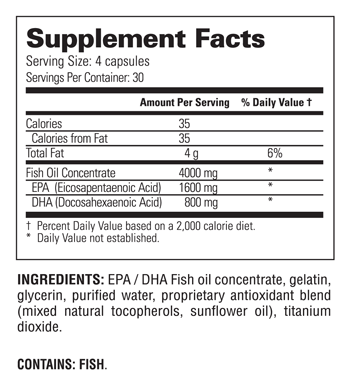 Supplement Facts
Serving Size: 4 capsules
Servings Per Container: 30
Amount Per Serving % Daily Value †
Calories 35
Calories from Fat 35
Total Fat 4 g 6%
Fish Oil Concentrate 4000 mg *
EPA (Eicosapentaenoic Acid) 1600 mg *
DHA (Docosahexaenoic Acid) 800 mg *
† Percent Daily Value based on a 2,000 calorie diet.
* Daily Value not established.
INGREDIENTS: EPA / DHA Fish oil concentrate, gelatin,
glycerin, purified water, proprietary antioxidant blend
(mixed natural tocopherols, sunflower oil), titanium
dioxide.
CONTAINS: FISH.